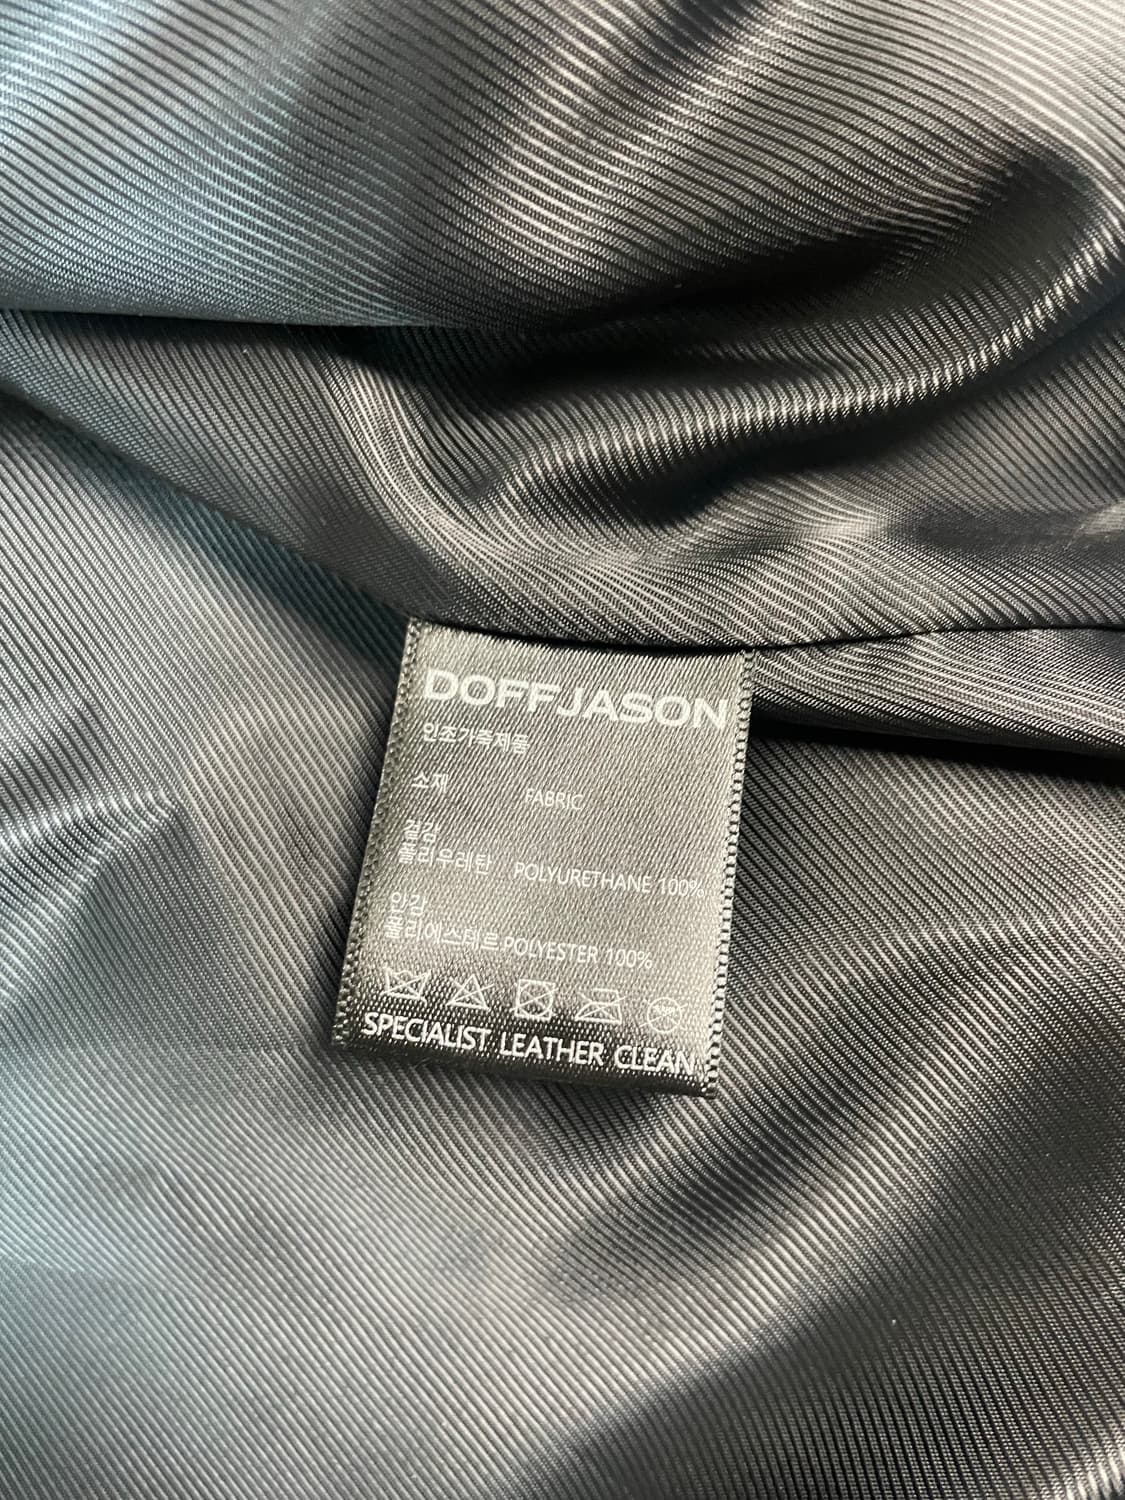 DOFFJASON
인조가죽제품
소재 FABRIC
겉감
폴리우레탄 POLYURETHANE 100%
안감
폴리에스테르 POLYESTER 100%
SPECIALIST LEATHER CLEAN